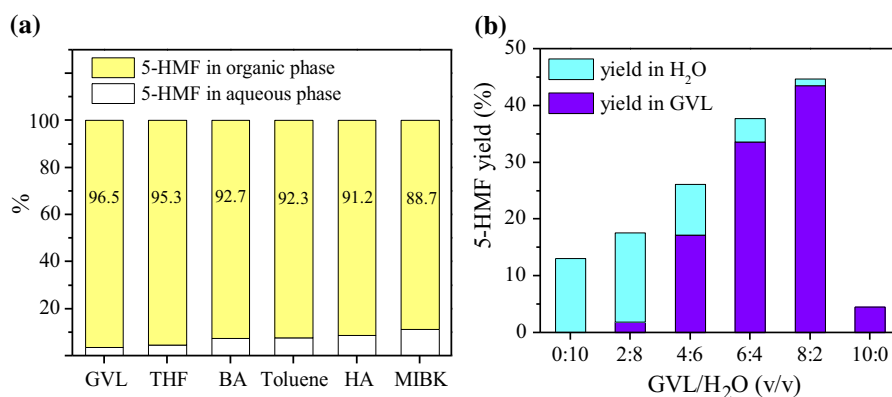 (a)
5-HMF in organic phase
5-HMF in aqueous phase
100
80
60
40
20
%
96.5 95.3 92.7 92.3 91.2 88.7
GVL THF BA Toluene HA MIBK
(b)
50
40
30
20
10
0
5-HMF yield (%)
yield in H₂O
yield in GVL
0:10 2:8 4:6 6:4 8:2 10:0
GVL/H₂O (v/v)